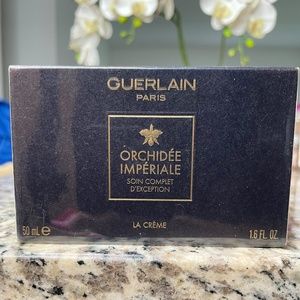 GUERLAIN
PARIS
ORCHIDÉE
IMPÉRIALE
SOIN COMPLET
D'EXCEPTION
LA CRÈME
50 mL e 1.6 FL. OZ.